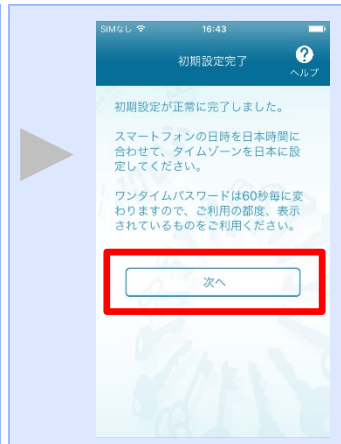 SIMなし 16:43
初期設定完了
?
ヘルプ
初期設定が正常に完了しました。
スマートフォンの日時を日本時間に
合わせて、タイムゾーンを日本に設
定してください。
ワンタイムパスワードは60秒毎に変
わりますので、ご利用の都度、表示
されているものをご利用ください。
次へ